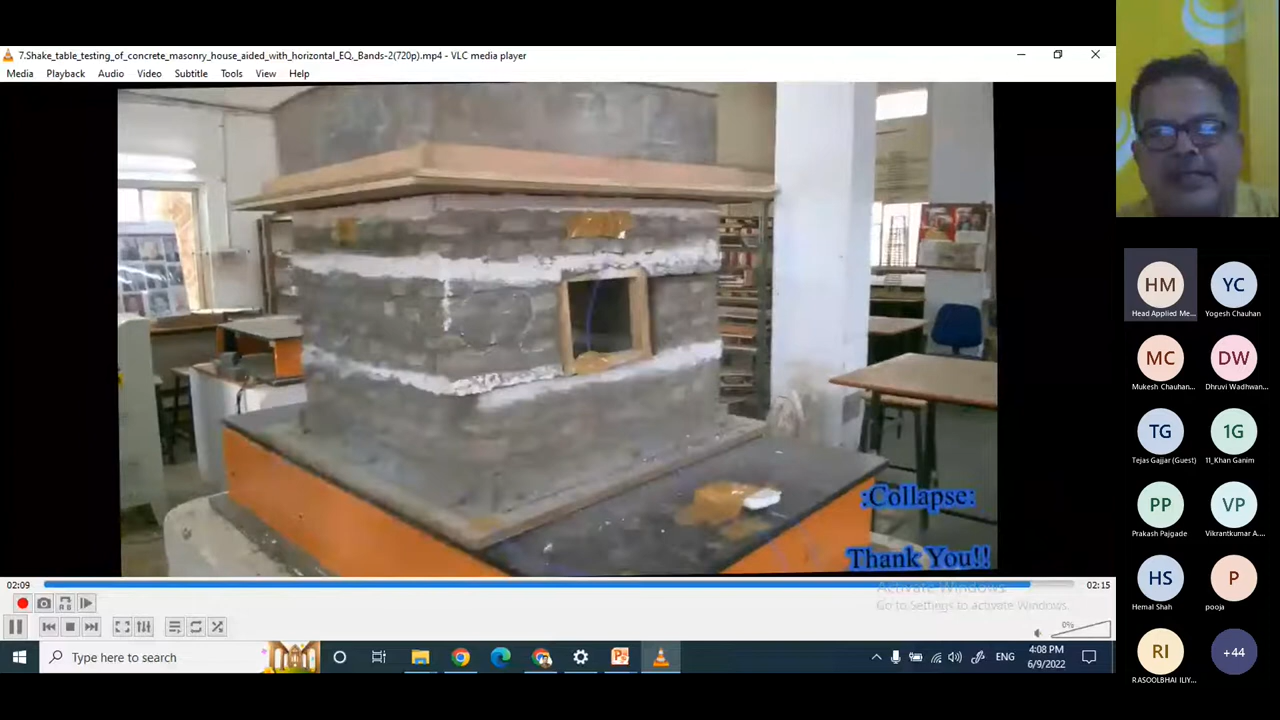 7.Shake_table_testing_of_concrete_masonry_house_aided_with_horizontal_EQ._Bands-2(720p).mp4 - VLC media player
Media Playback Audio Video Subtitle Tools View Help
:Collapse:
Thank You!!
02:09
02:15
Activate Windows
Go to Settings to activate Windows.
0%
Type here to search
ENG
4:08 PM
6/9/2022
HM
Head Applied Me...
YC
Yogesh Chauhan
MC
Mukesh Chauhan...
DW
Dhruvi Wadhwan...
TG
Tejas Gajjar (Guest)
1G
11_Khan Ganim
PP
Prakash Pajgade
VP
Vikrantkumar A....
HS
Hemal Shah
P
pooja
RI
RASOOLBHAI ILIY...
+44